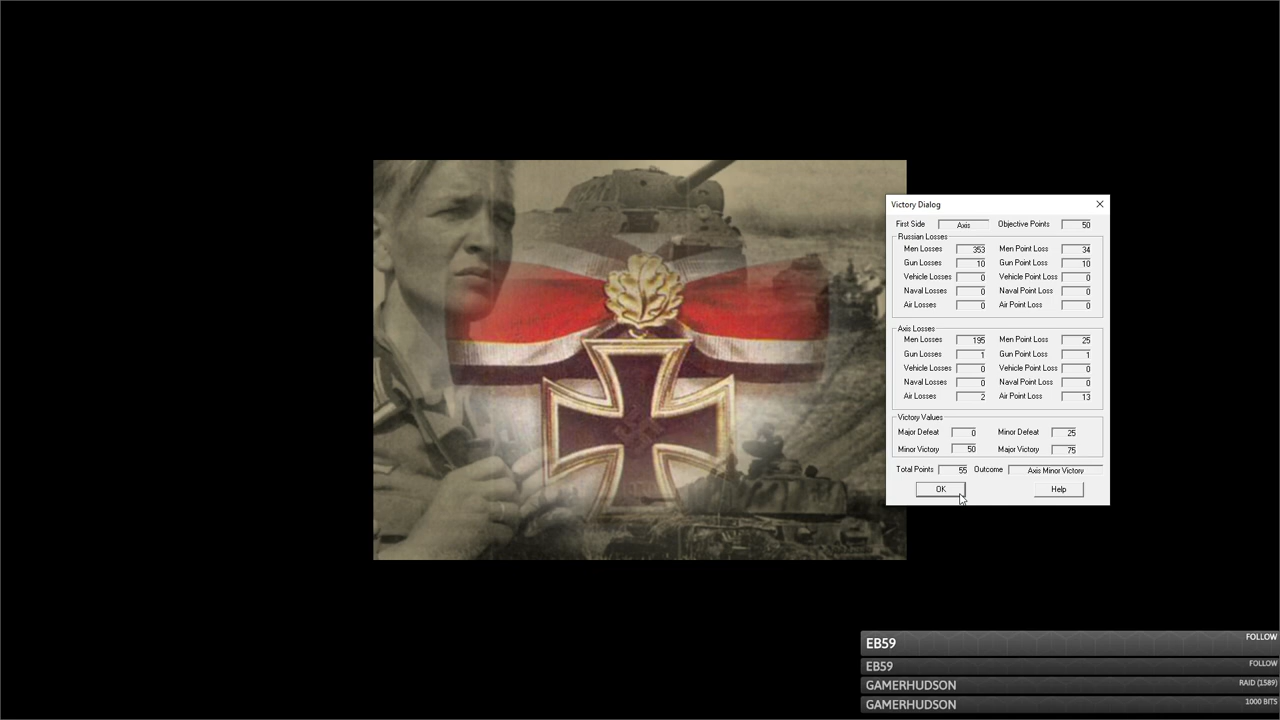 Victory Dialog
First Side Axis Objective Points 50
Russian Losses
Men Losses 353 Men Point Loss 34
Gun Losses 10 Gun Point Loss 10
Vehicle Losses 0 Vehicle Point Loss 0
Naval Losses 0 Naval Point Loss 0
Air Losses 0 Air Point Loss 0
Axis Losses
Men Losses 195 Men Point Loss 25
Gun Losses 1 Gun Point Loss 1
Vehicle Losses 0 Vehicle Point Loss 0
Naval Losses 0 Naval Point Loss 0
Air Losses 2 Air Point Loss 13
Victory Values
Major Defeat 0 Minor Defeat 25
Minor Victory 50 Major Victory 75
Total Points 55 Outcome Axis Minor Victory
OK Help
EB59 FOLLOW
EB59 FOLLOW
GAMERHUDSON RAID (1589)
GAMERHUDSON 1000 BITS